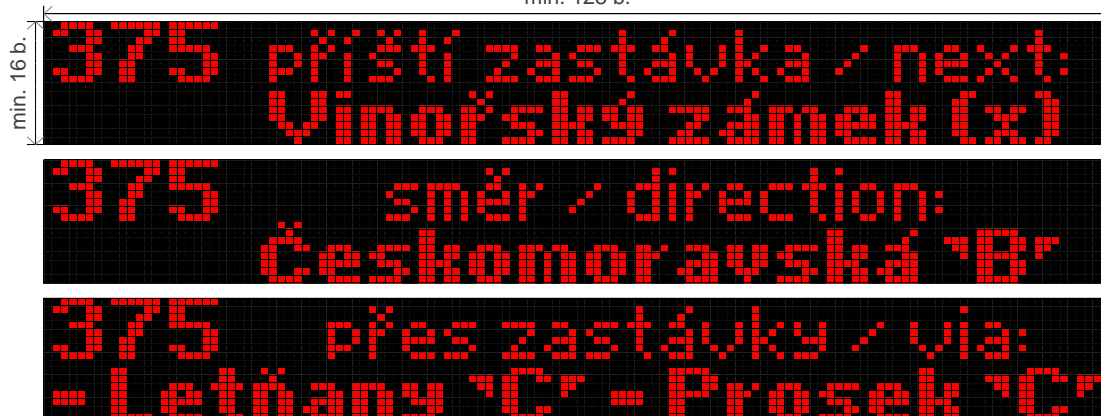 min. 128 b.
min. 16 b.
375 příští zastávka / next:
Vinořský zámek (x)
375 směr / direction:
Českomoravská "B"
375 přes zastávky / via:
- Letňany "C" - Prosek "C"